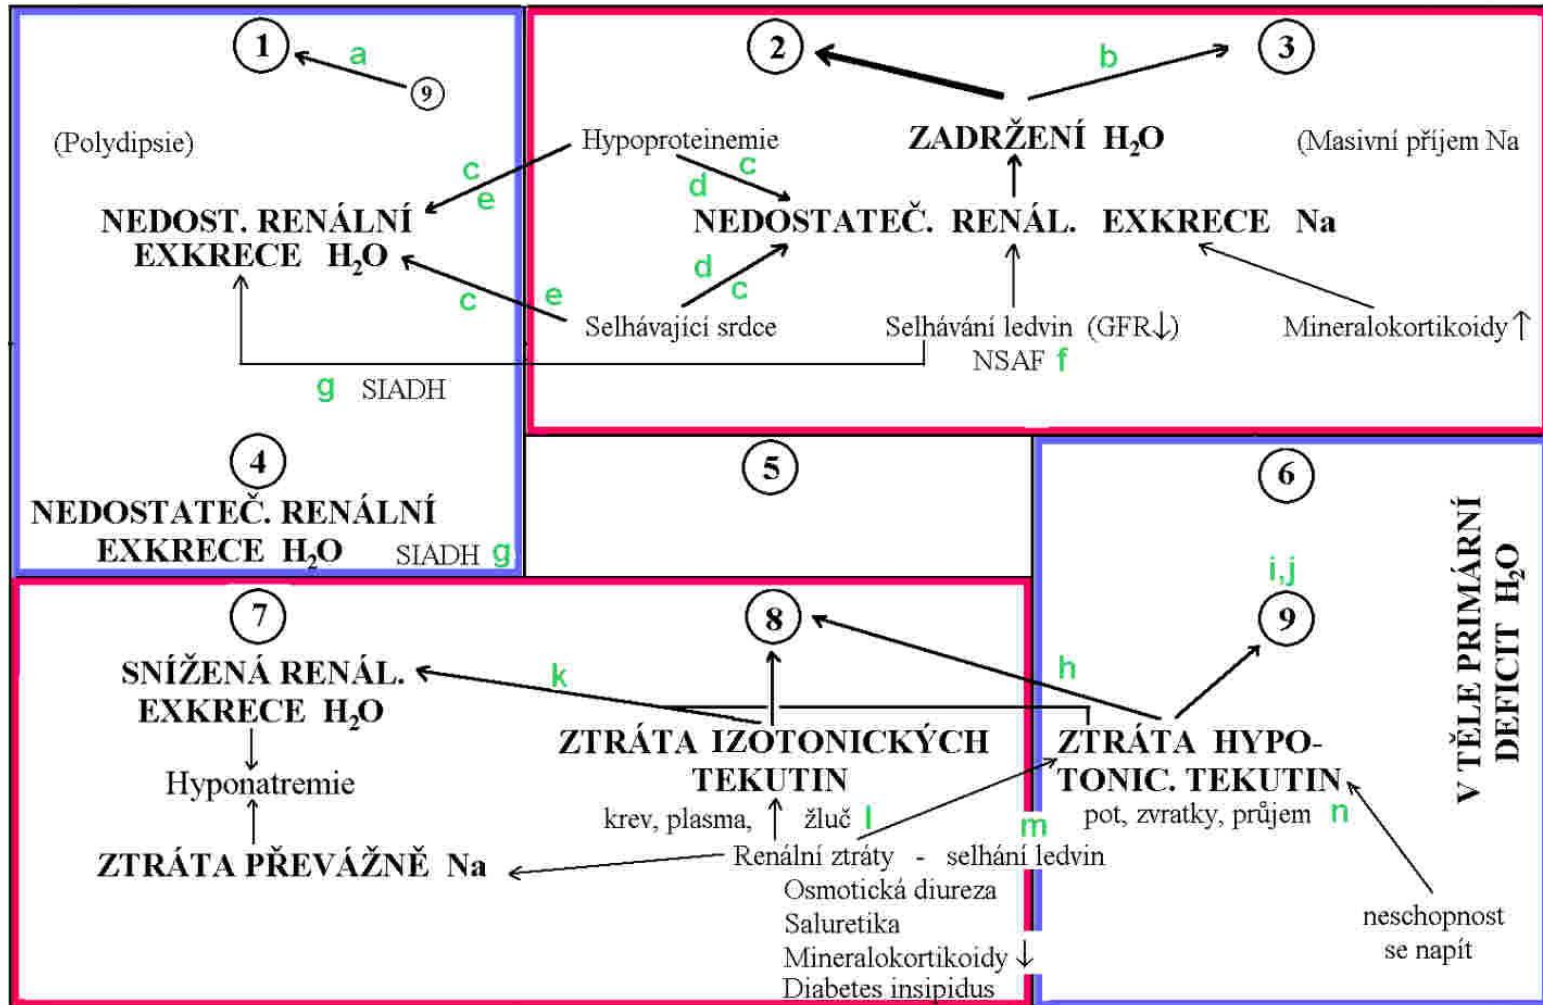 1
a
9
(Polydipsie)
NEDOST. RENÁLNÍ
EXKRECE H₂O
c
e
c
e
g SIADH
4
NEDOSTATEČ. RENÁLNÍ
EXKRECE H₂O SIADH g
2
b
3
Hypoproteinemie
ZADRŽENÍ H₂O
(Masivní příjem Na
c
d
NEDOSTATEČ. RENÁL. EXKRECE Na
d
c
Selhávající srdce
Selhávání ledvin (GFR↓)
NSAF f
Mineralokortikoidy ↑
5
6
i,j
9
V TĚLE PRIMÁRNÍ
DEFICIT H₂O
7
SNÍŽENÁ RENÁL.
EXKRECE H₂O
Hyponatremie
ZTRÁTA PŘEVÁŽNĚ Na
8
k
h
ZTRÁTA IZOTONICKÝCH
TEKUTIN
krev, plasma, žluč l
m
Renální ztráty - selhání ledvin
Osmotická diureza
Saluretika
Mineralokortikoidy ↓
Diabetes insipidus
ZTRÁTA HYPO-
TONIC. TEKUTIN
pot, zvratky, průjem n
neschopnost
se napít